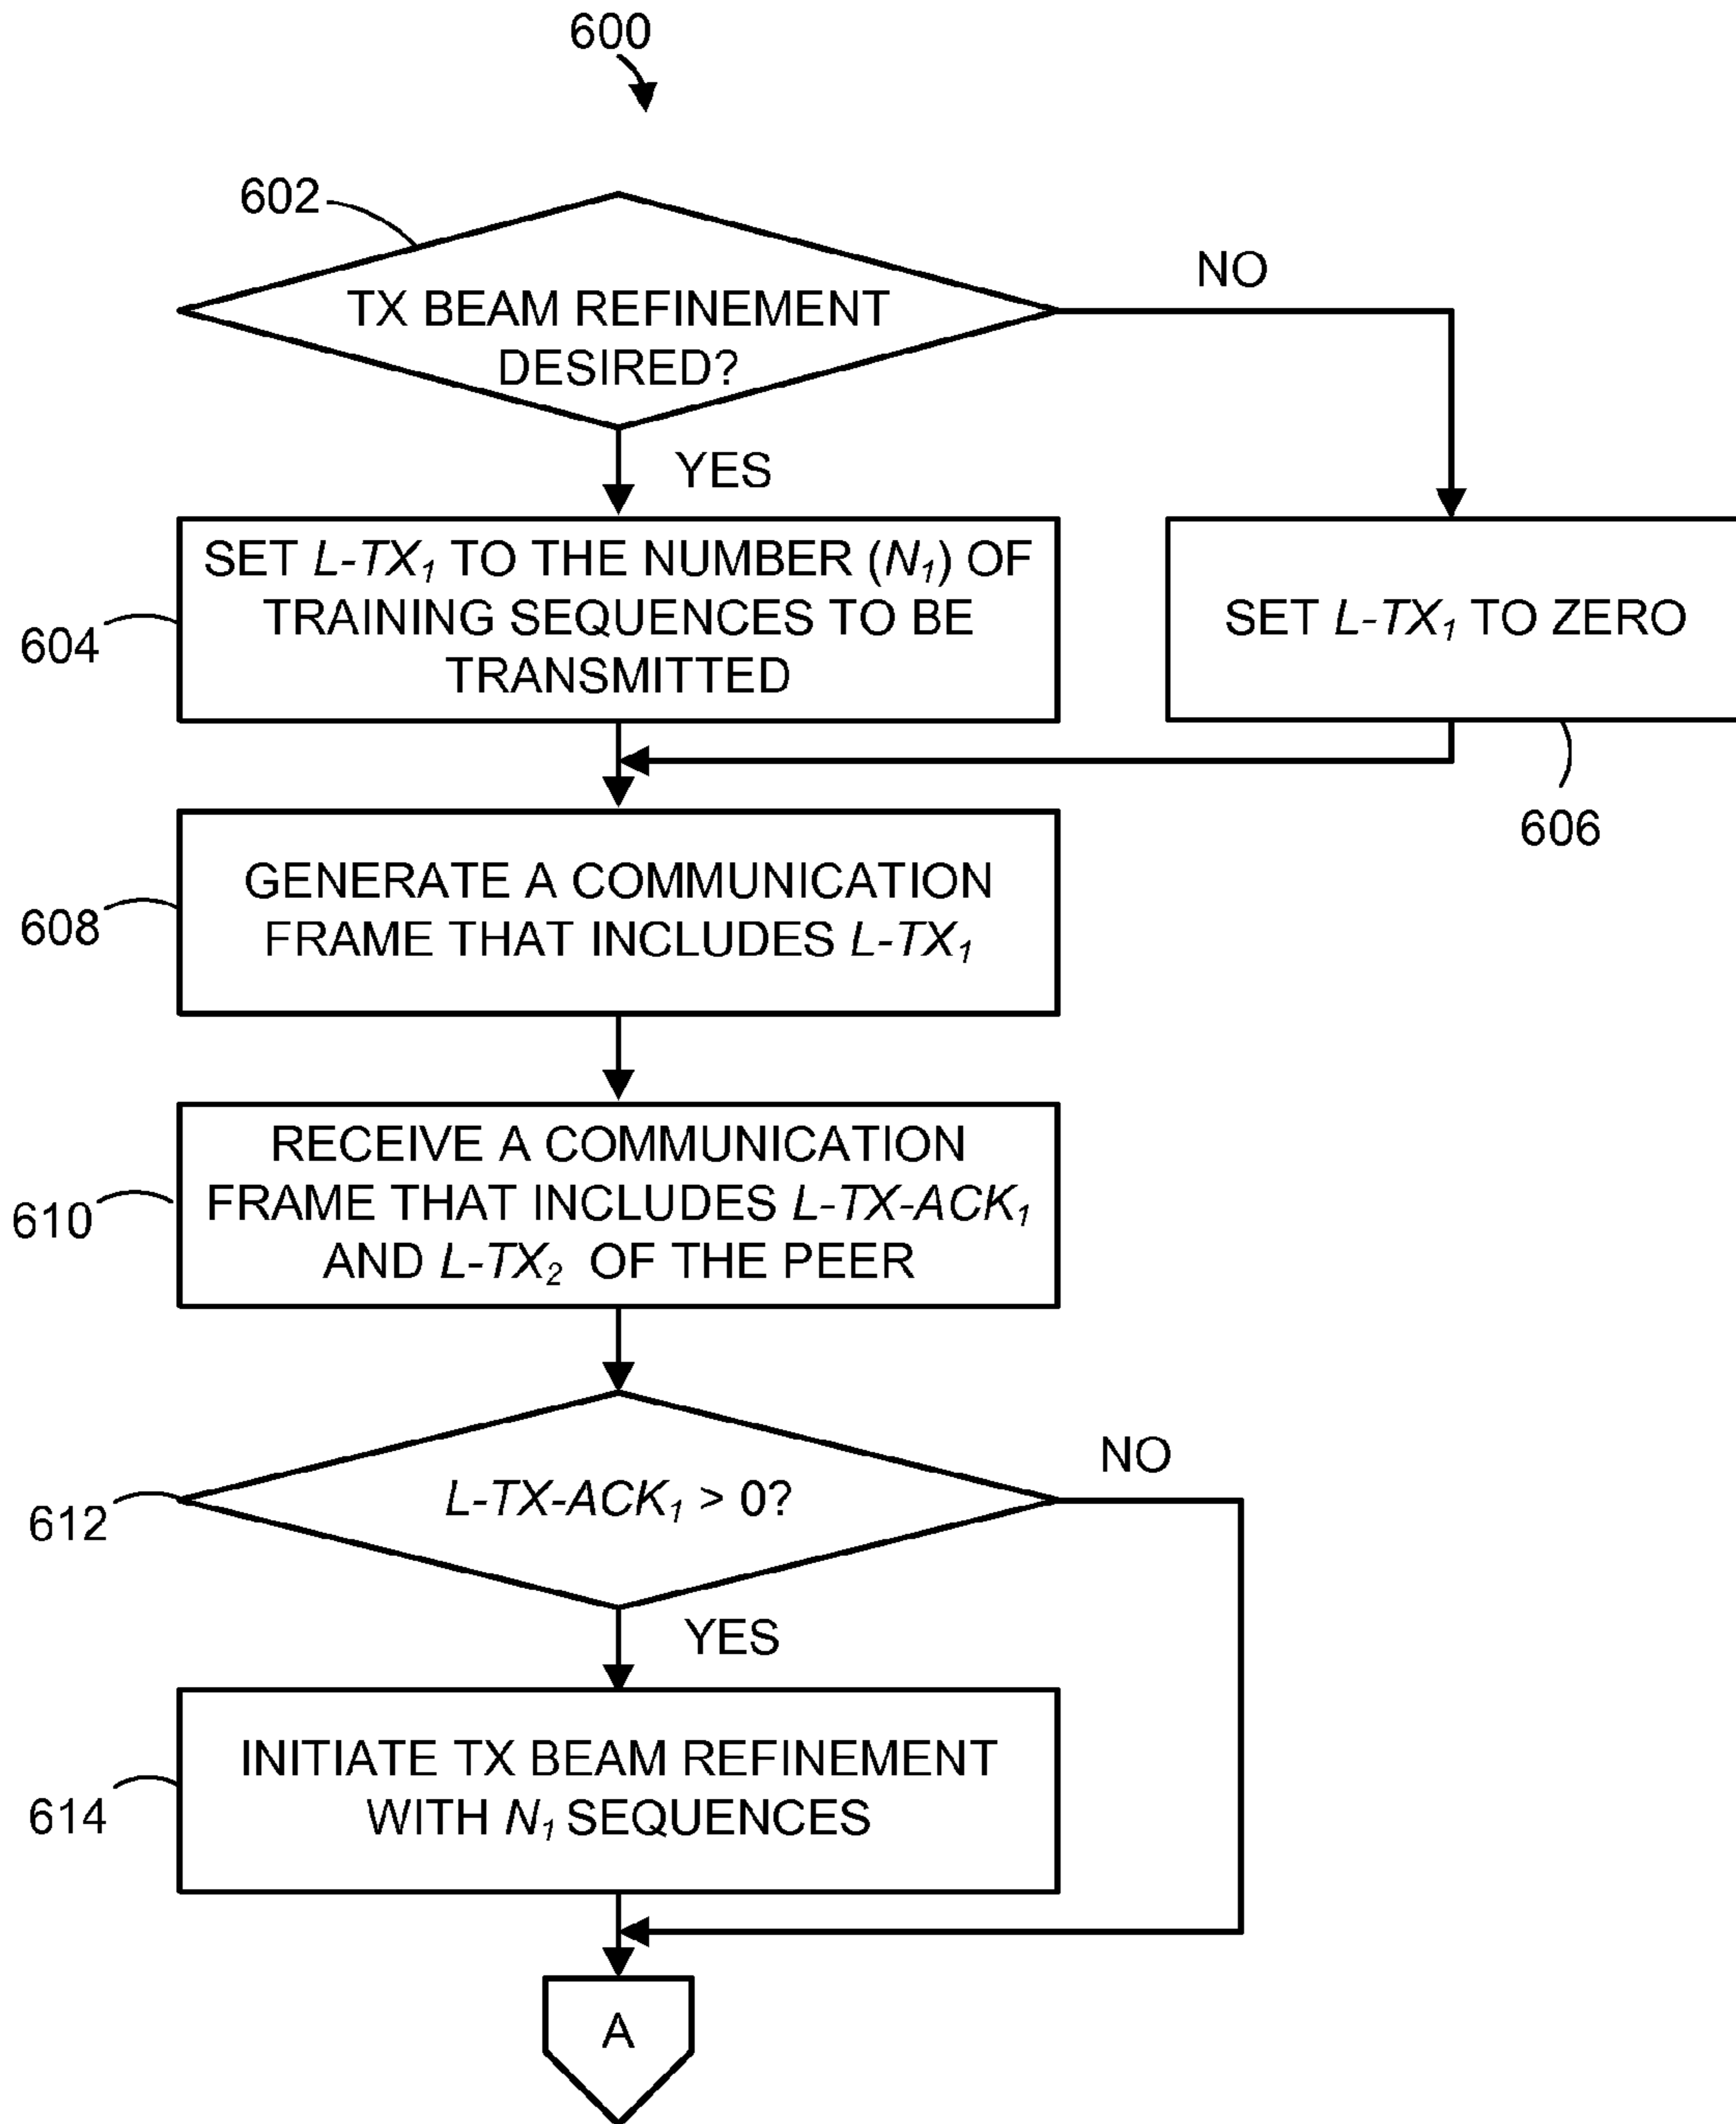 600
602
TX BEAM REFINEMENT
DESIRED?
NO
YES
604
SET L-TX₁ TO THE NUMBER (N₁) OF
TRAINING SEQUENCES TO BE
TRANSMITTED
SET L-TX₁ TO ZERO
606
608
GENERATE A COMMUNICATION
FRAME THAT INCLUDES L-TX₁
610
RECEIVE A COMMUNICATION
FRAME THAT INCLUDES L-TX-ACK₁
AND L-TX₂ OF THE PEER
612
L-TX-ACK₁ > 0?
NO
YES
614
INITIATE TX BEAM REFINEMENT
WITH N₁ SEQUENCES
A